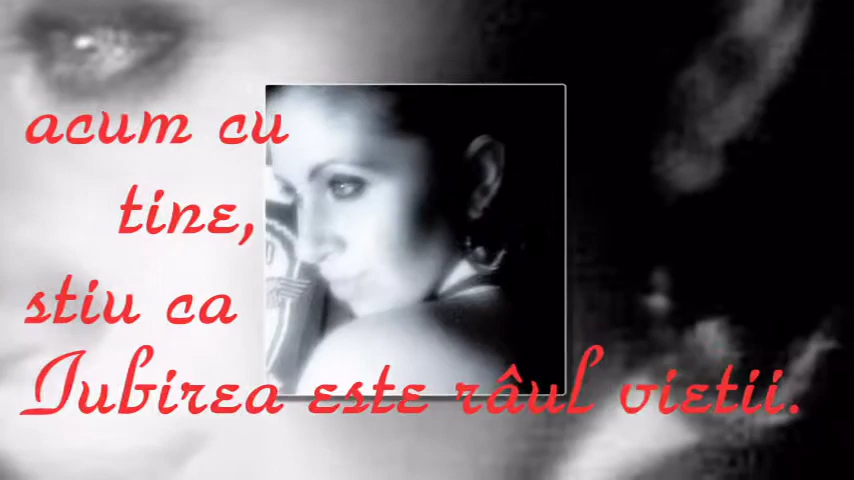 acum cu
tine,
stiu ca
Iubirea este râul vietii.